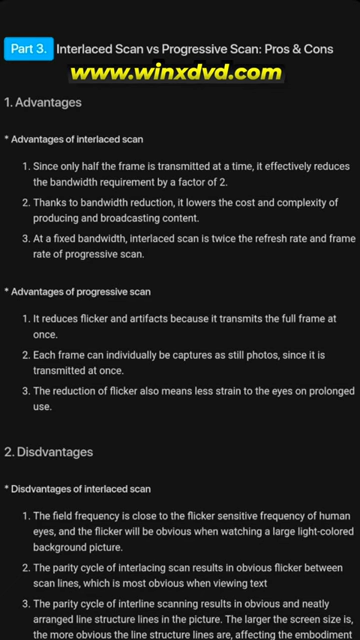 Part 3. Interlaced Scan vs Progressive Scan: Pros & Cons
www.winxdvd.com
1. Advantages
* Advantages of interlaced scan
1. Since only half the frame is transmitted at a time, it effectively reduces
the bandwidth requirement by a factor of 2.
2. Thanks to bandwidth reduction, it lowers the cost and complexity of
producing and broadcasting content.
3. At a fixed bandwidth, interlaced scan is twice the refresh rate and frame
rate of progressive scan.
* Advantages of progressive scan
1. It reduces flicker and artifacts because it transmits the full frame at
once.
2. Each frame can individually be captures as still photos, since it is
transmitted at once.
3. The reduction of flicker also means less strain to the eyes on prolonged
use.
2. Disdvantages
* Disdvantages of interlaced scan
1. The field frequency is close to the flicker sensitive frequency of human
eyes, and the flicker will be obvious when watching a large light-colored
background picture.
2. The parity cycle of interlacing scan results in obvious flicker between
scan lines, which is most obvious when viewing text
3. The parity cycle of interline scanning results in obvious and neatly
arranged line structure lines in the picture. The larger the screen size is,
the more obvious the line structure lines are, affecting the embodiment